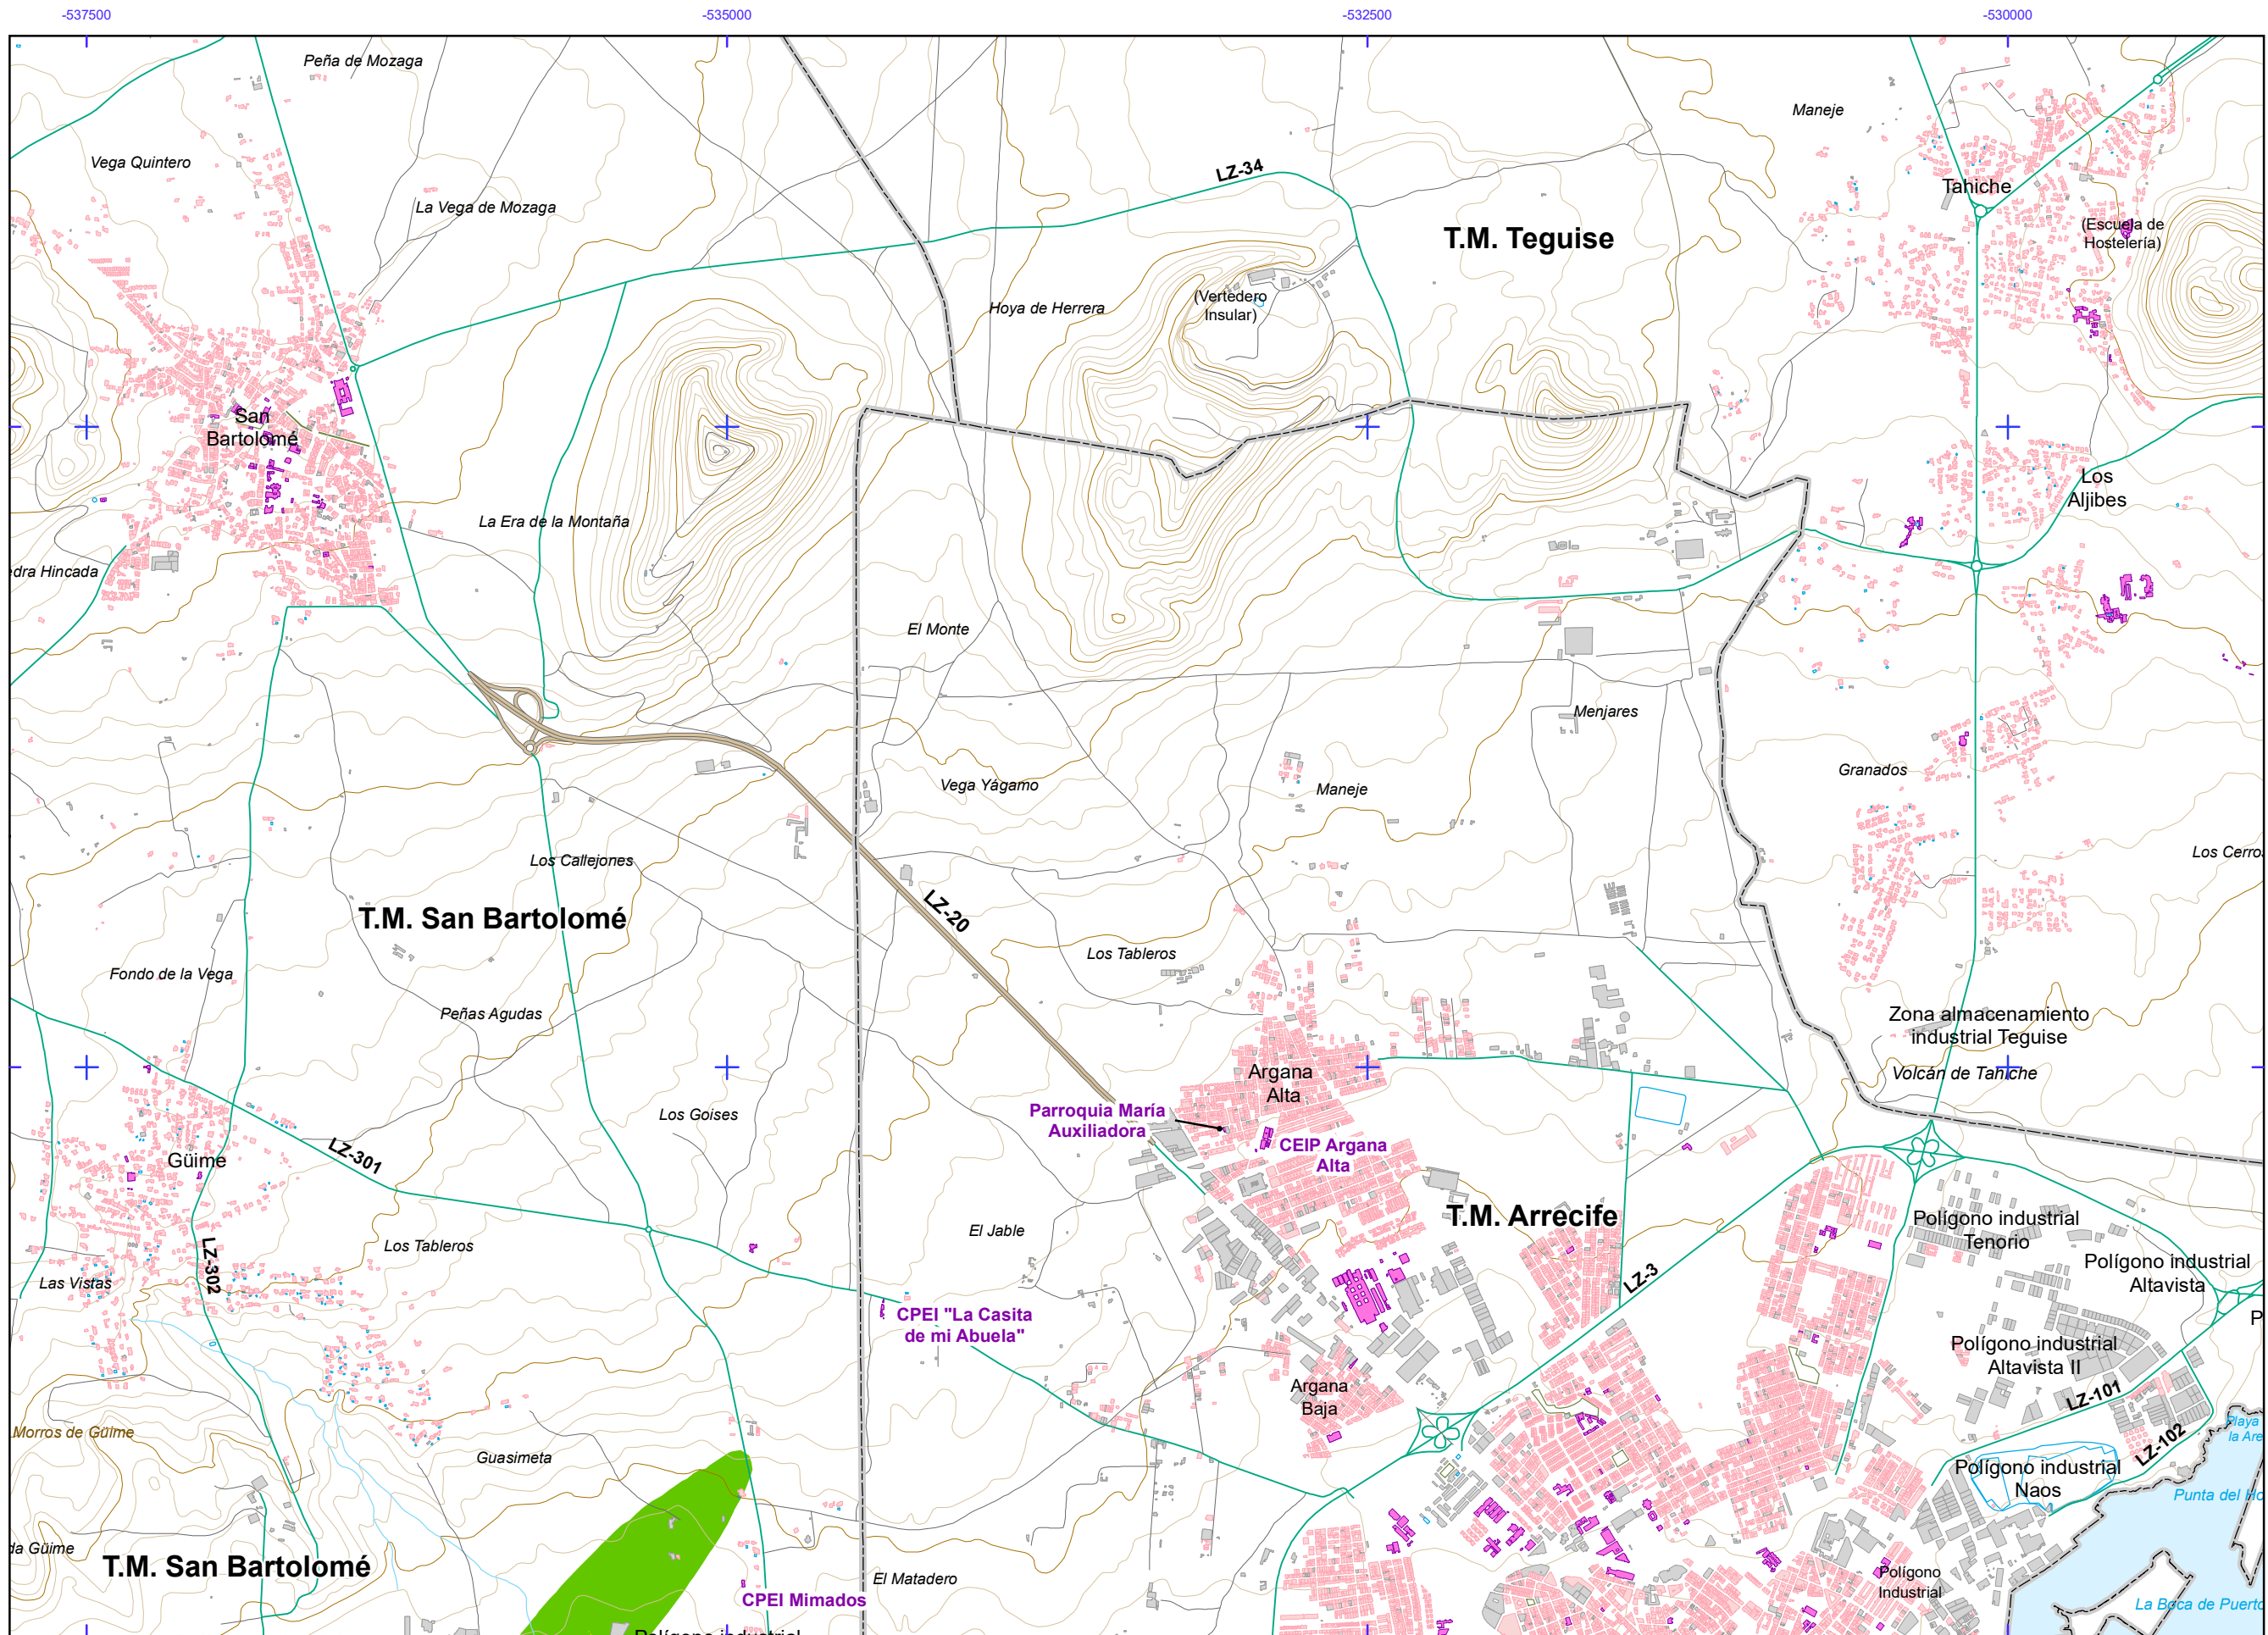 -537500
-535000
-532500
-530000
Peña de Mozaga
Maneje
Vega Quintero
LZ-34
Tahiche
La Vega de Mozaga
(Escuela de
Hostelería)
T.M. Teguise
(Vertedero
Insular)
Hoya de Herrera
San
Bartolomé
Los
Aljibes
La Era de la Montaña
edra Hincada
El Monte
Menjares
Granados
Vega Yágamo
Maneje
Los Cerro
Los Callejones
LZ-20
T.M. San Bartolomé
Los Tableros
Fondo de la Vega
Peñas Agudas
Zona almacenamiento
industrial Teguise
Volcán de Tahiche
Argana
Alta
Los Goises
Parroquia María
Auxiliadora
CEIP Argana
Alta
LZ-301
Güime
T.M. Arrecife
Polígono industrial
Tenorio
El Jable
Los Tableros
LZ-302
Las Vistas
LZ-3
Polígono industrial
Altavista
CPEI "La Casita
de mi Abuela"
P
Polígono industrial
Altavista II
Argana
Baja
LZ-101
Morros de Güime
Playa
la Are
LZ-102
Guasimeta
Polígono industrial
Naos
Punta del Ho
da Güime
T.M. San Bartolomé
El Matadero
Polígono
Industrial
CPEI Mimados
La Boca de Puerto
Polígono industrial